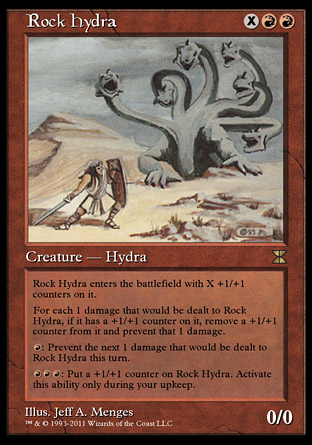 Rock Hydra X
Creature — Hydra
Rock Hydra enters the battlefield with X +1/+1
counters on it.
For each 1 damage that would be dealt to Rock
Hydra, if it has a +1/+1 counter on it, remove a +1/+1
counter from it and prevent that 1 damage.
: Prevent the next 1 damage that would be dealt to
Rock Hydra this turn.
: Put a +1/+1 counter on Rock Hydra. Activate
this ability only during your upkeep.
Illus. Jeff A. Menges
™ & © 1993-2011 Wizards of the Coast LLC 0/0